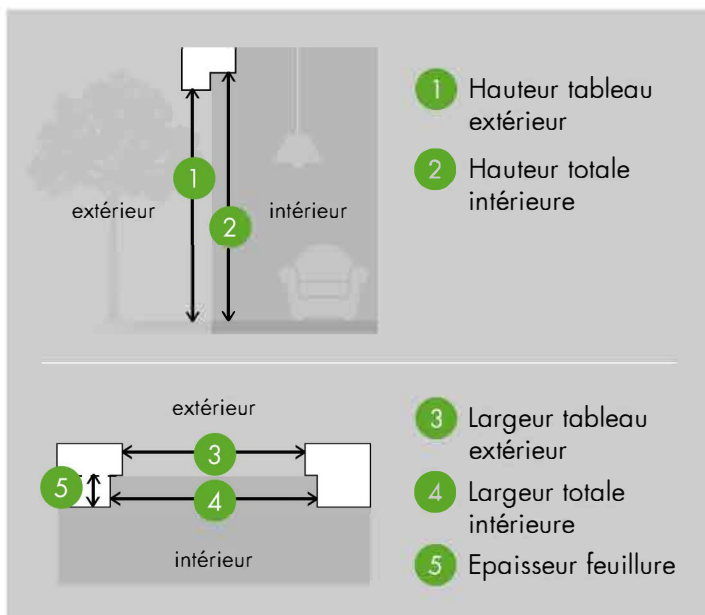 1 Hauteur tableau
extérieur
2 Hauteur totale
intérieure
extérieur
1
2
intérieur
extérieur
3
4
5
intérieur
3 Largeur tableau
extérieur
4 Largeur totale
intérieure
5 Epaisseur feuillure